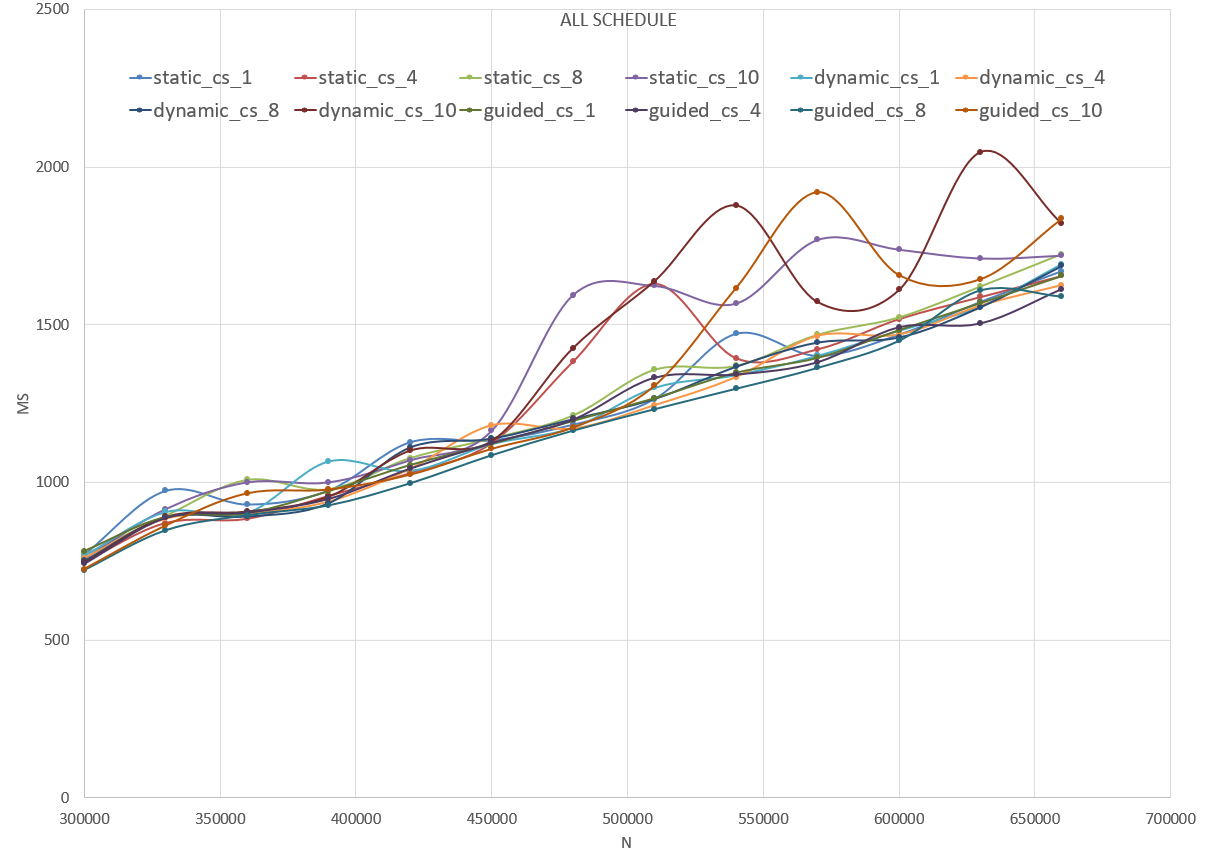 ALL SCHEDULE
static_cs_1 static_cs_4 static_cs_8 static_cs_10 dynamic_cs_1 dynamic_cs_4
dynamic_cs_8 dynamic_cs_10 guided_cs_1 guided_cs_4 guided_cs_8 guided_cs_10
2500
2000
1500
1000
500
0
MS
300000 350000 400000 450000 500000 550000 600000 650000 700000
N